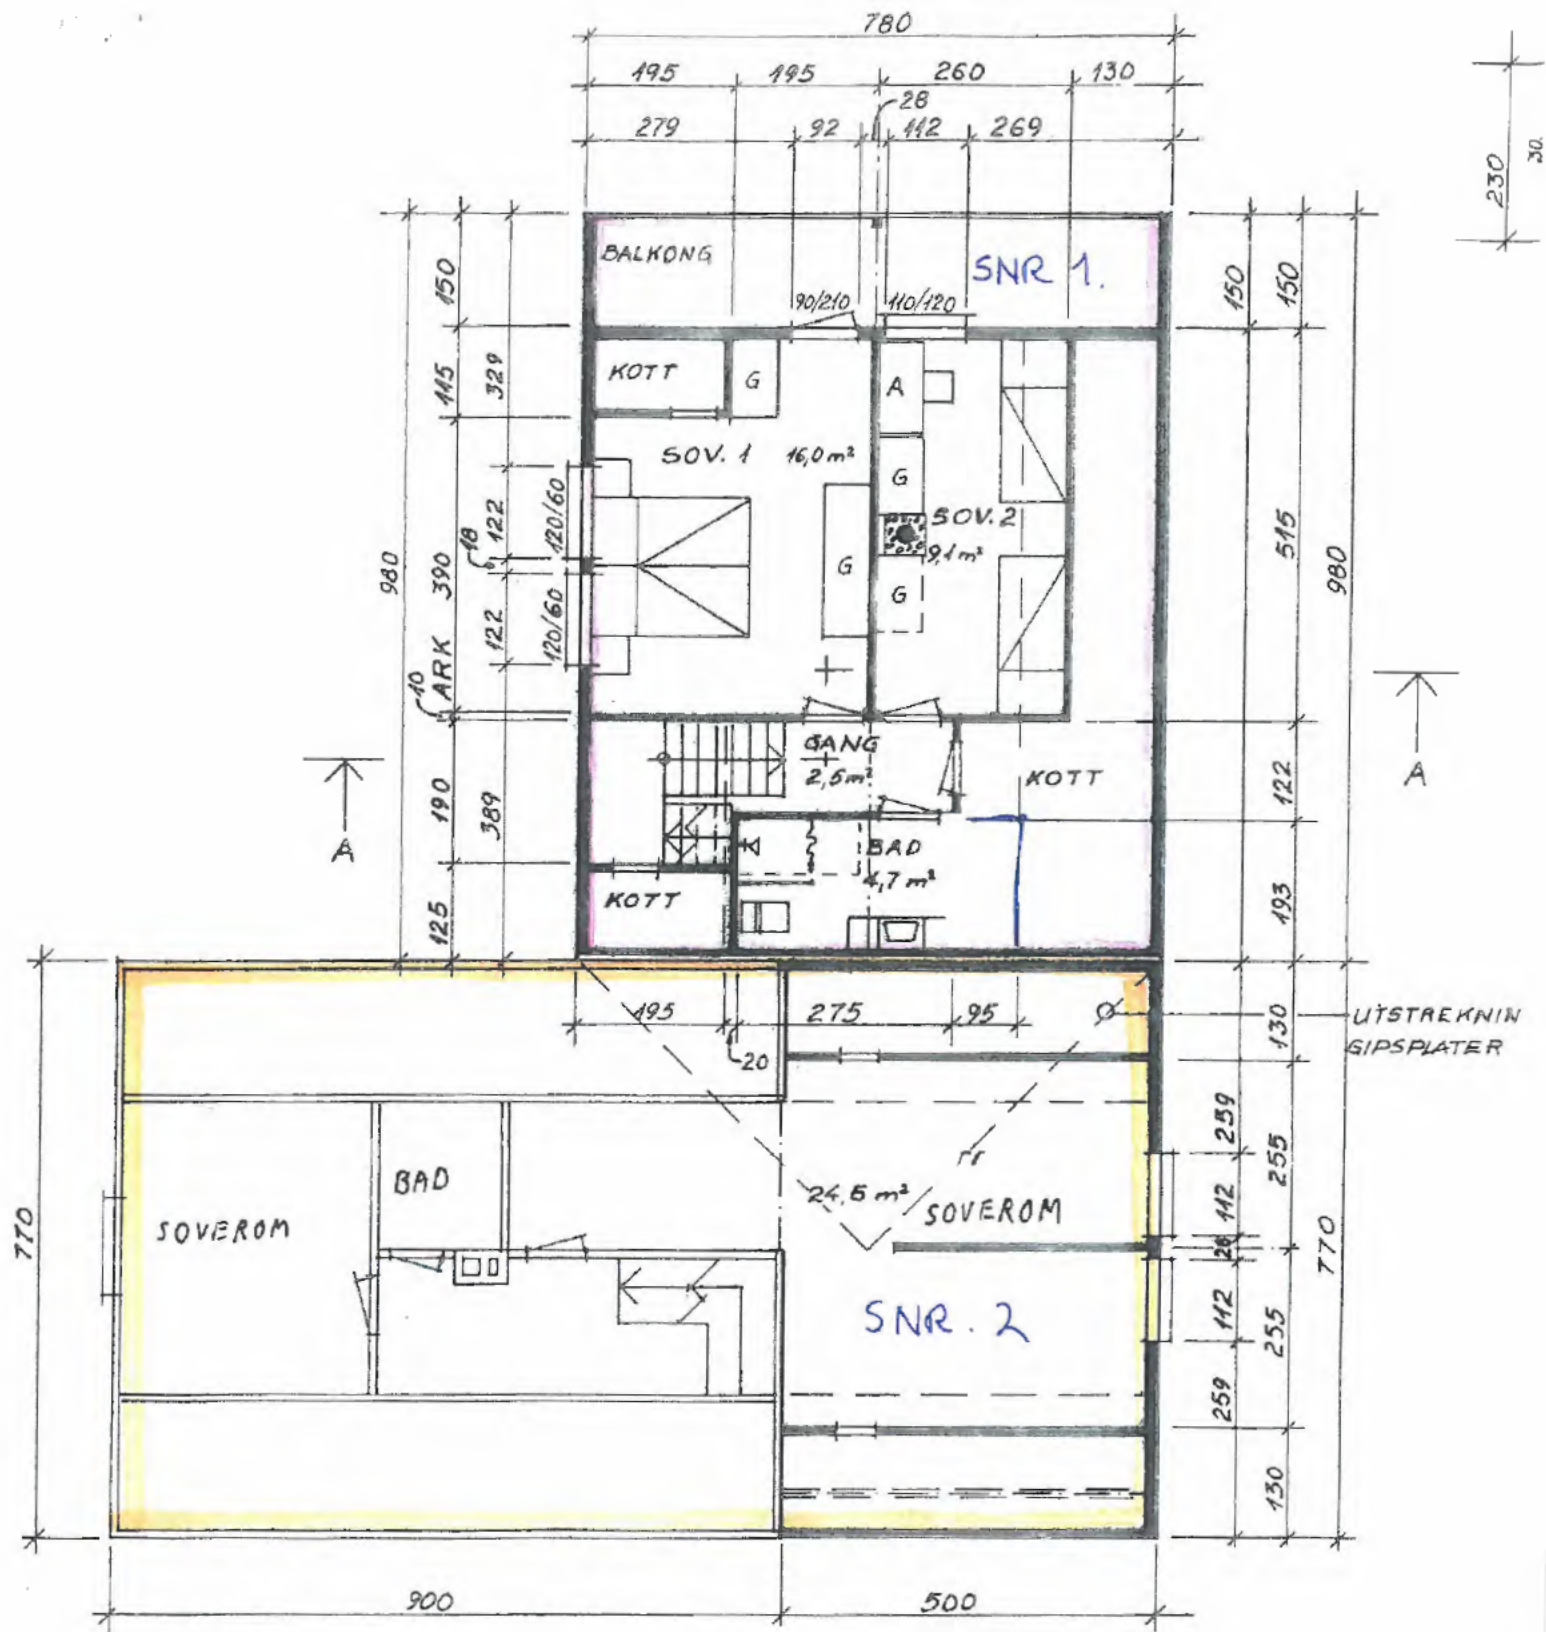 780
195 195 260 130
28
279 92 112 269
230
30.
BALKONG
SNR 1.
90/210 110/120
150 150 150
KOTT G A
145 329
SOV. 1 16,0 m²
G
SOV. 2
9,1 m²
G G
980 ARK 390 18 122 120/60
122 120/60
10
515 980
GANG
2,5 m²
KOTT
A A
190 389
122
BAD
4,7 m²
KOTT
125
193
195 275 95
20
130
UTSTREKNIN
GIPSPLATER
259 255
BAD
SOVEROM
24,5 m²
SOVEROM
112
26
770 770
SNR. 2
112 255
259
130
900 500